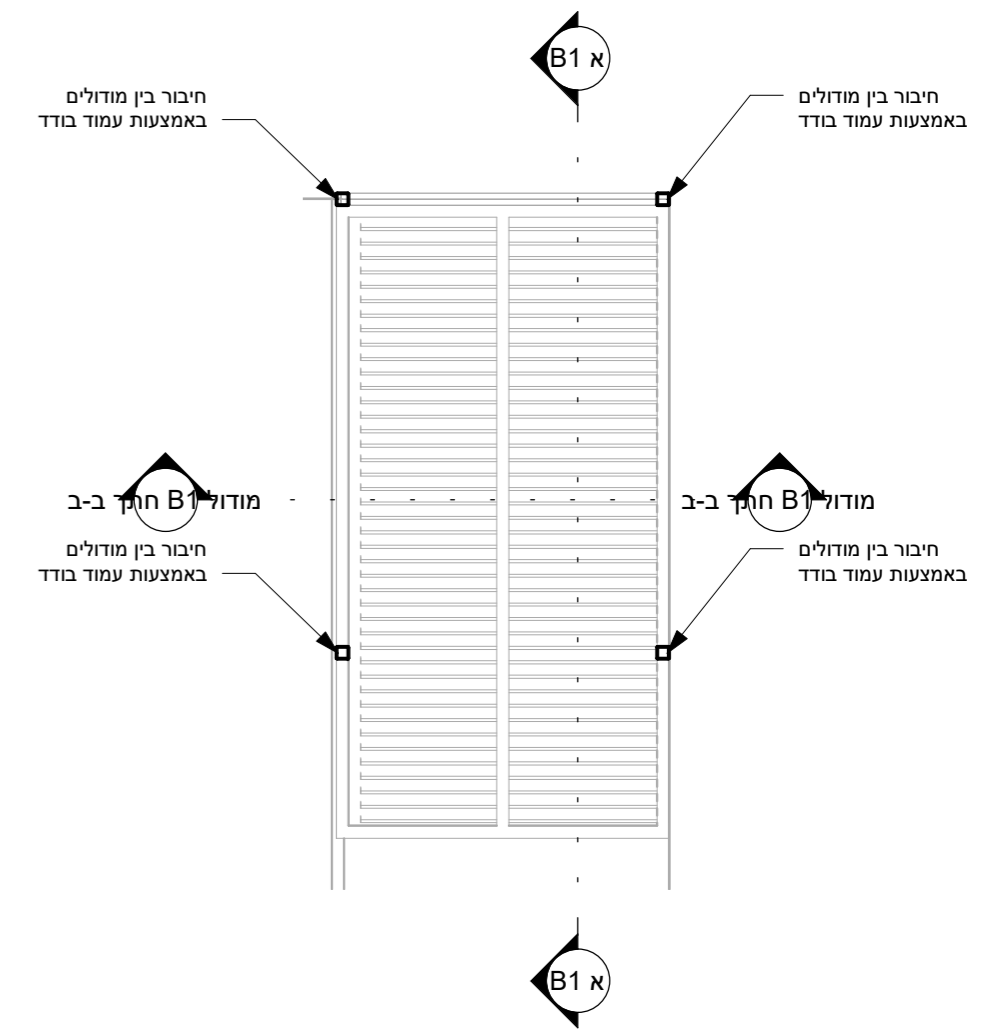 B1 א
חיבור בין מודולים
באמצעות עמוד בודד
חיבור בין מודולים
באמצעות עמוד בודד
מודול B1 חתך ב-ב
מודול B1 חתך ב-ב
חיבור בין מודולים
באמצעות עמוד בודד
חיבור בין מודולים
באמצעות עמוד בודד
B1 א